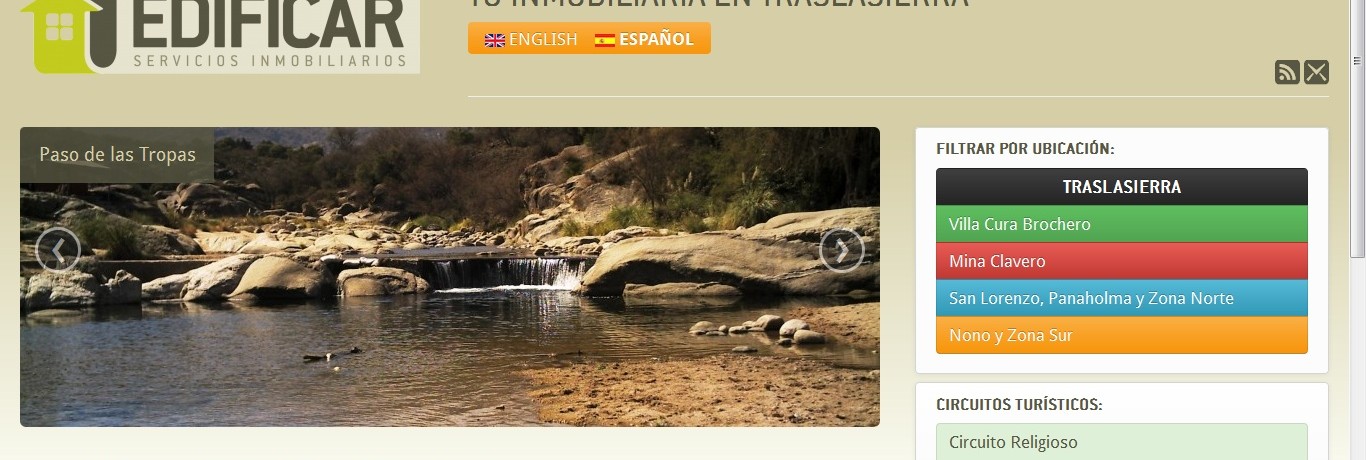 EDIFICAR
SERVICIOS INMOBILIARIOS
TU INMOBILIARIA EN TRASLASIERRA
ENGLISH ESPAÑOL
Paso de las Tropas
FILTRAR POR UBICACIÓN:
TRASLASIERRA
Villa Cura Brochero
Mina Clavero
San Lorenzo, Panaholma y Zona Norte
Nono y Zona Sur
CIRCUITOS TURÍSTICOS:
Circuito Religioso